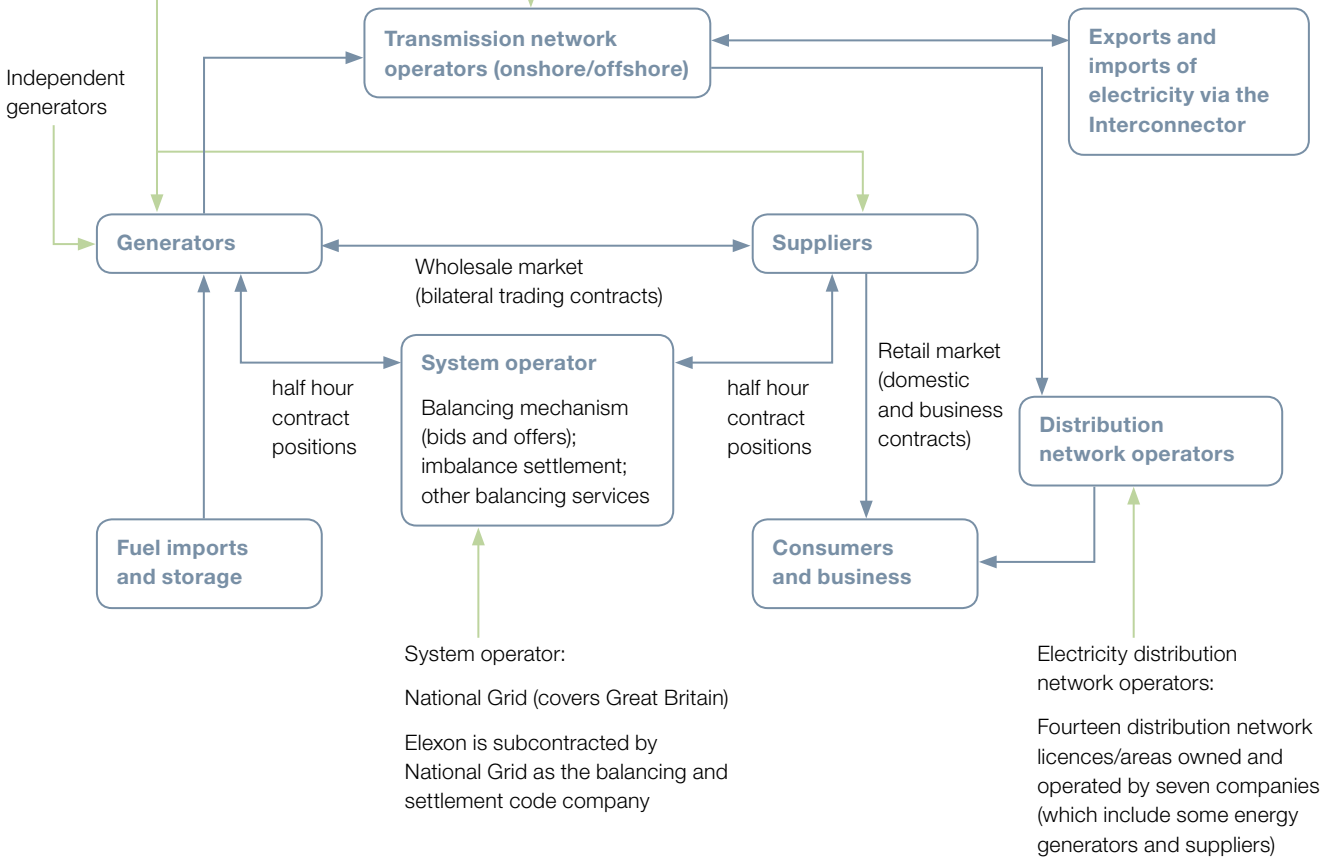 Transmission network
operators (onshore/offshore)
Exports and
imports of
electricity via the
Interconnector
Independent
generators
Generators
Suppliers
Wholesale market
(bilateral trading contracts)
System operator
Balancing mechanism
(bids and offers);
imbalance settlement;
other balancing services
half hour
contract
positions
half hour
contract
positions
Retail market
(domestic
and business
contracts)
Distribution
network operators
Fuel imports
and storage
Consumers
and business
System operator:
National Grid (covers Great Britain)
Elexon is subcontracted by
National Grid as the balancing and
settlement code company
Electricity distribution
network operators:
Fourteen distribution network
licences/areas owned and
operated by seven companies
(which include some energy
generators and suppliers)